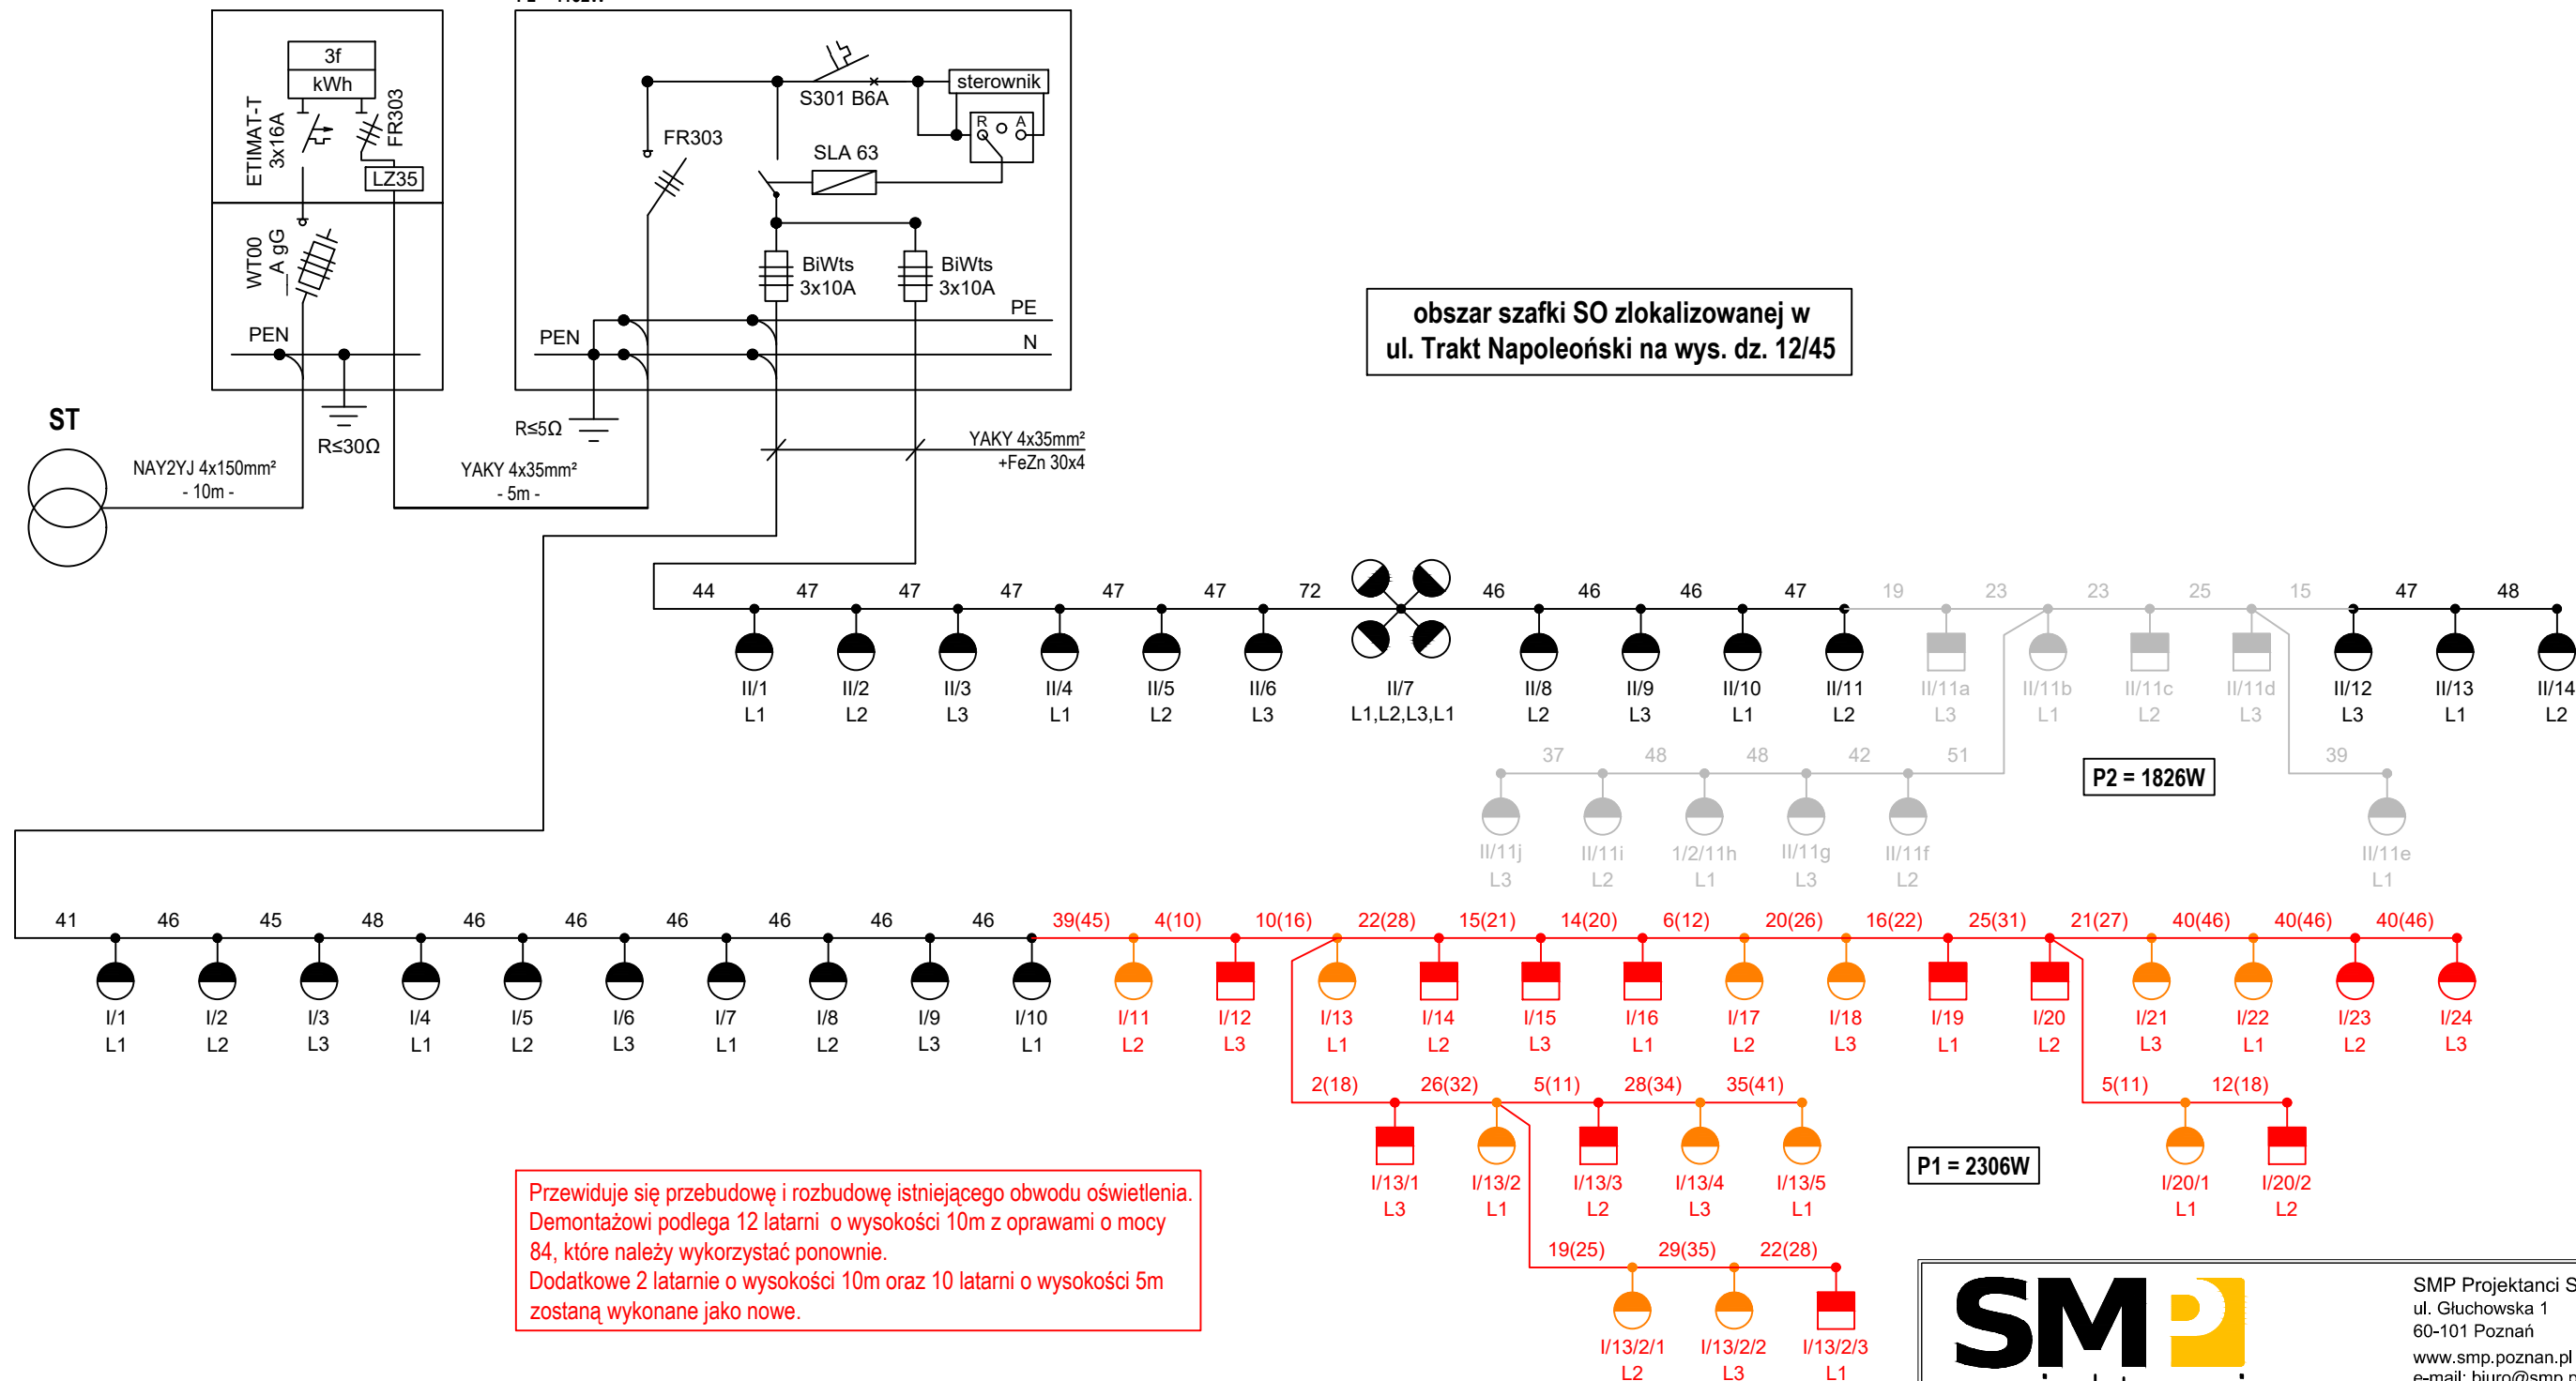 3f
kWh
ETIMAT-T
3x16A
FR303
LZ35
WT00
_A gG
PEN
R≤30Ω
ST
NAY2YJ 4x150mm²
- 10m -
YAKY 4x35mm²
- 5m -
S301 B6A
sterownik
R A
FR303
SLA 63
BiWts
3x10A
BiWts
3x10A
PE
PEN
N
R≤5Ω
YAKY 4x35mm²
+FeZn 30x4
obszar szafki SO zlokalizowanej w
ul. Trakt Napoleoński na wys. dz. 12/45
44 47 47 47 47 47 72 46 46 46 47 19 23 23 25 15 47 48
II/1 II/2 II/3 II/4 II/5 II/6 II/7 II/8 II/9 II/10 II/11 II/11a II/11b II/11c II/11d II/12 II/13 II/14
L1 L2 L3 L1 L2 L3 L1,L2,L3,L1 L2 L3 L1 L2 L3 L1 L2 L3 L3 L1 L2
37 48 48 42 51 39
P2 = 1826W
II/11j II/11i 1/2/11h II/11g II/11f II/11e
L3 L2 L1 L3 L2 L1
41 46 45 48 46 46 46 46 46 46 39(45) 4(10) 10(16) 22(28) 15(21) 14(20) 6(12) 20(26) 16(22) 25(31) 21(27) 40(46) 40(46) 40(46)
I/1 I/2 I/3 I/4 I/5 I/6 I/7 I/8 I/9 I/10 I/11 I/12 I/13 I/14 I/15 I/16 I/17 I/18 I/19 I/20 I/21 I/22 I/23 I/24
L1 L2 L3 L1 L2 L3 L1 L2 L3 L1 L2 L3 L1 L2 L3 L1 L2 L3 L1 L2 L3 L1 L2 L3
2(18) 26(32) 5(11) 28(34) 35(41) 5(11) 12(18)
P1 = 2306W
I/13/1 I/13/2 I/13/3 I/13/4 I/13/5 I/20/1 I/20/2
L3 L1 L2 L3 L1 L1 L2
19(25) 29(35) 22(28)
I/13/2/1 I/13/2/2 I/13/2/3
L2 L3 L1
Przewiduje się przebudowę i rozbudowę istniejącego obwodu oświetlenia.
Demontażowi podlega 12 latarni o wysokości 10m z oprawami o mocy
84, które należy wykorzystać ponownie.
Dodatkowe 2 latarnie o wysokości 10m oraz 10 latarni o wysokości 5m
zostaną wykonane jako nowe.
SMP
SMP Projektanci S
ul. Głuchowska 1
60-101 Poznań
www.smp.poznan.pl